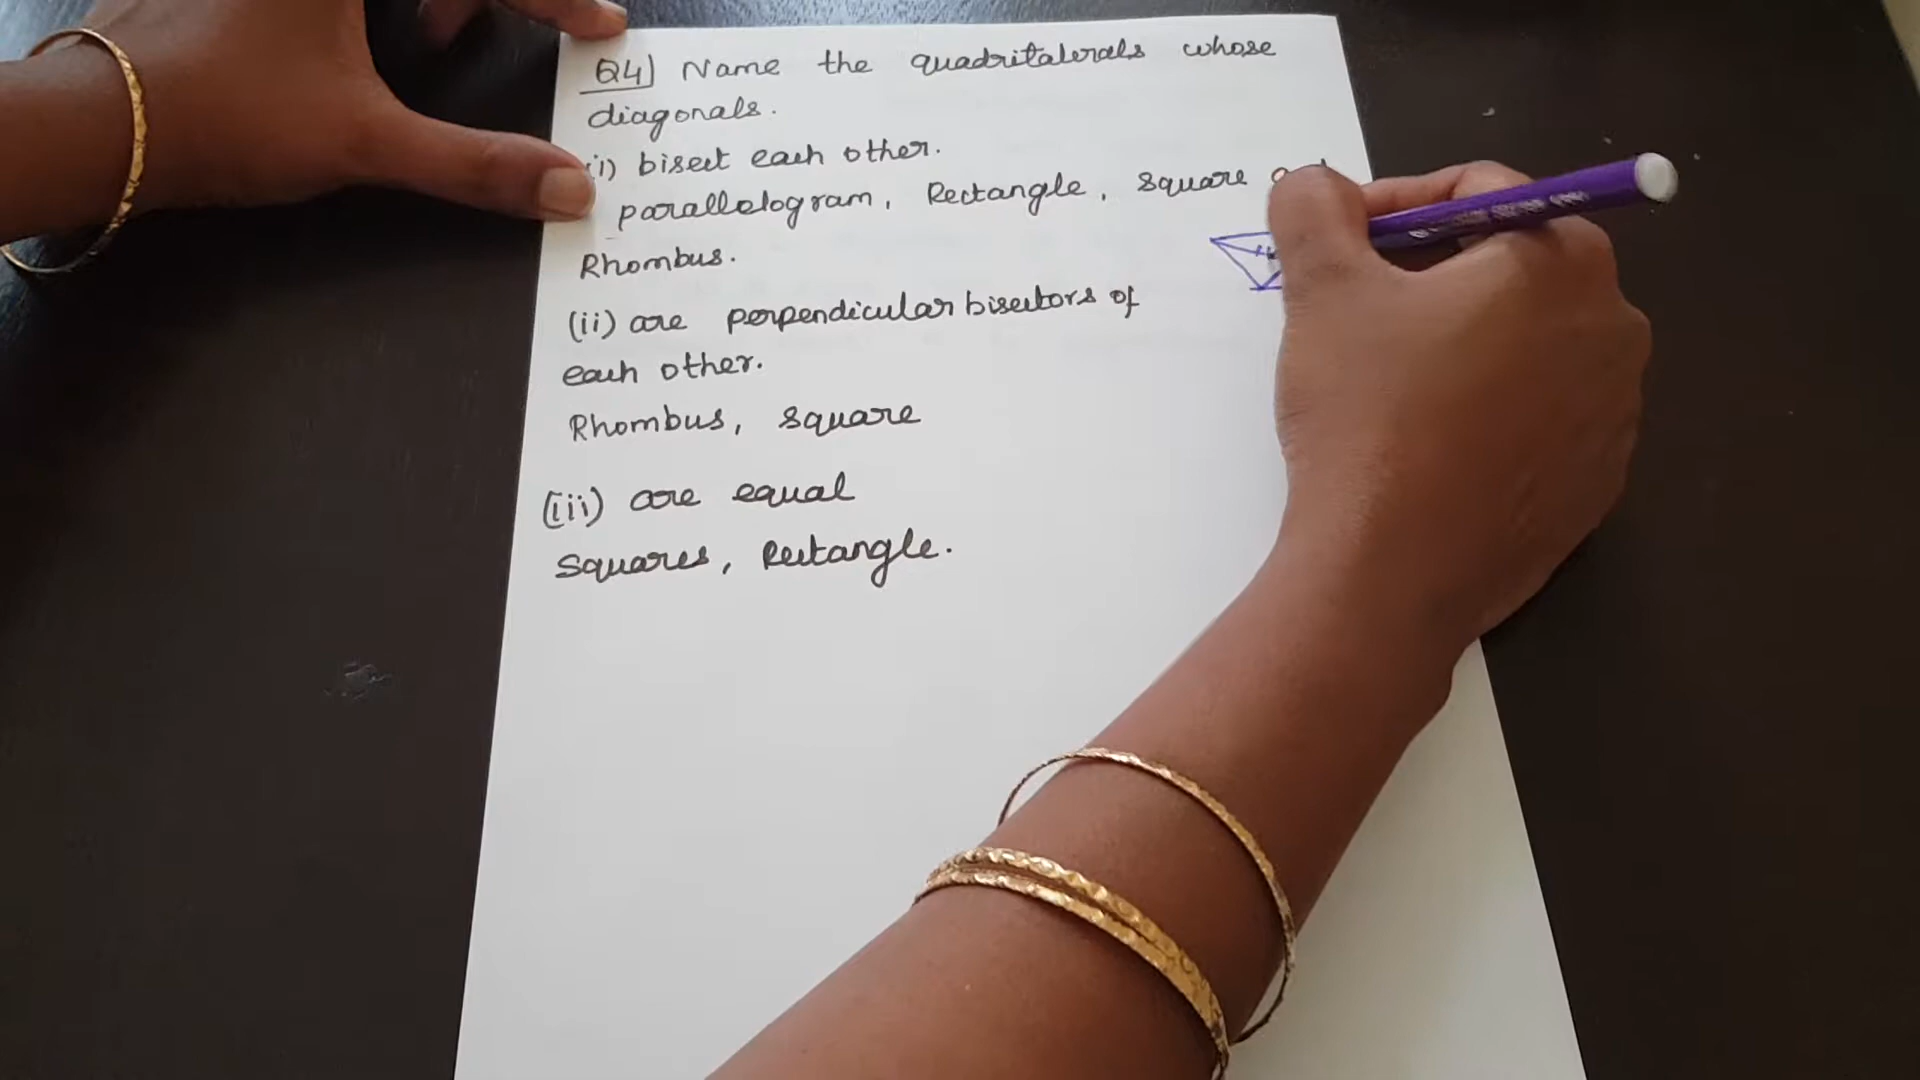 Q4) Name the quadritalerals whose
diagonals.
(i) bisect each other.
parallelogram, Rectangle, square
Rhombus.
(ii) are perpendicular bisectors of
each other.
Rhombus, square
(iii) are equal
Squares, Rectangle.